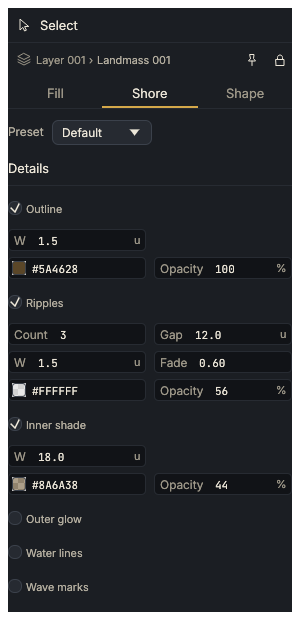 Select
Layer 001 › Landmass 001
Fill Shore Shape
Preset Default
Details
Outline
W 1.5 u
#5A4628 Opacity 100 %
Ripples
Count 3 Gap 12.0 u
W 1.5 u Fade 0.60
#FFFFFF Opacity 56 %
Inner shade
W 18.0 u
#8A6A38 Opacity 44 %
Outer glow
Water lines
Wave marks